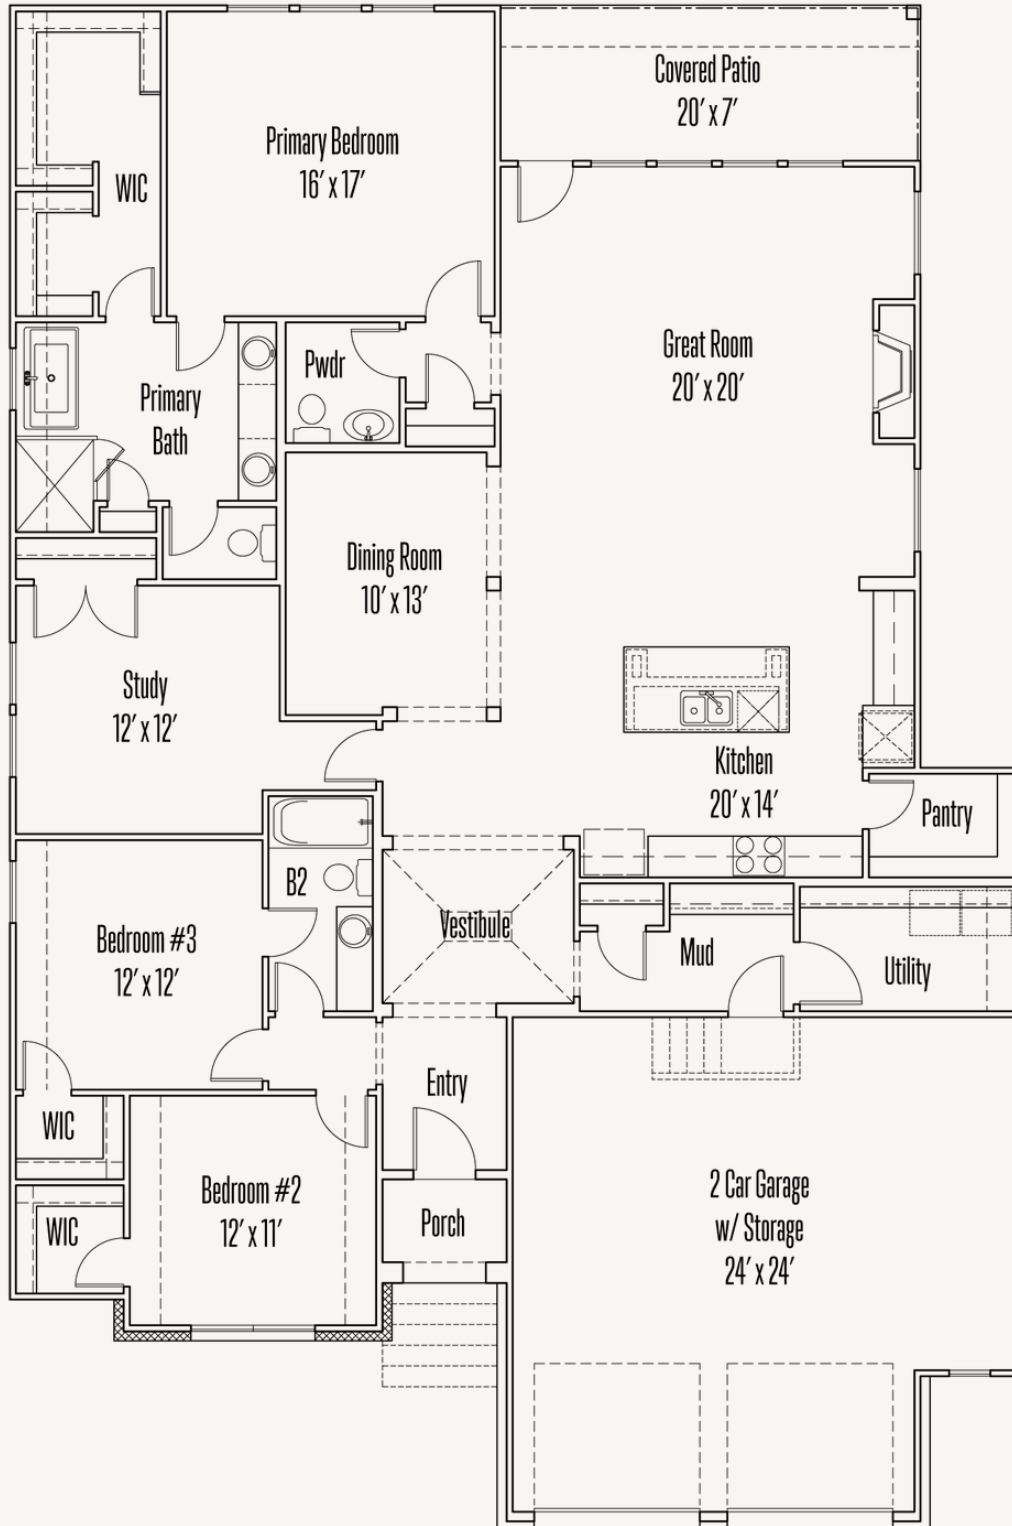 Covered Patio
20' x 7'
Primary Bedroom
16' x 17'
WIC
Great Room
20' x 20'
Pwdr
Primary
Bath
Dining Room
10' x 13'
Study
12' x 12'
Kitchen
20' x 14'
Pantry
B2
Vestibule
Bedroom #3
12' x 12'
Mud
Utility
Entry
WIC
Bedroom #2
12' x 11'
WIC
Porch
2 Car Garage
w/ Storage
24' x 24'